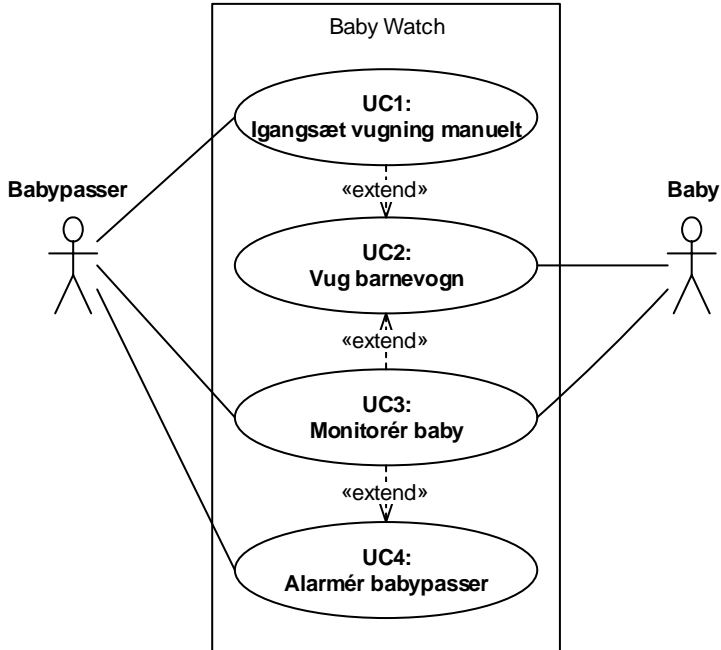 Baby Watch
UC1:
Igangsæt vugning manuelt
«extend»
Babypasser
Baby
UC2:
Vug barnevogn
«extend»
UC3:
Monitorér baby
«extend»
UC4:
Alarmér babypasser